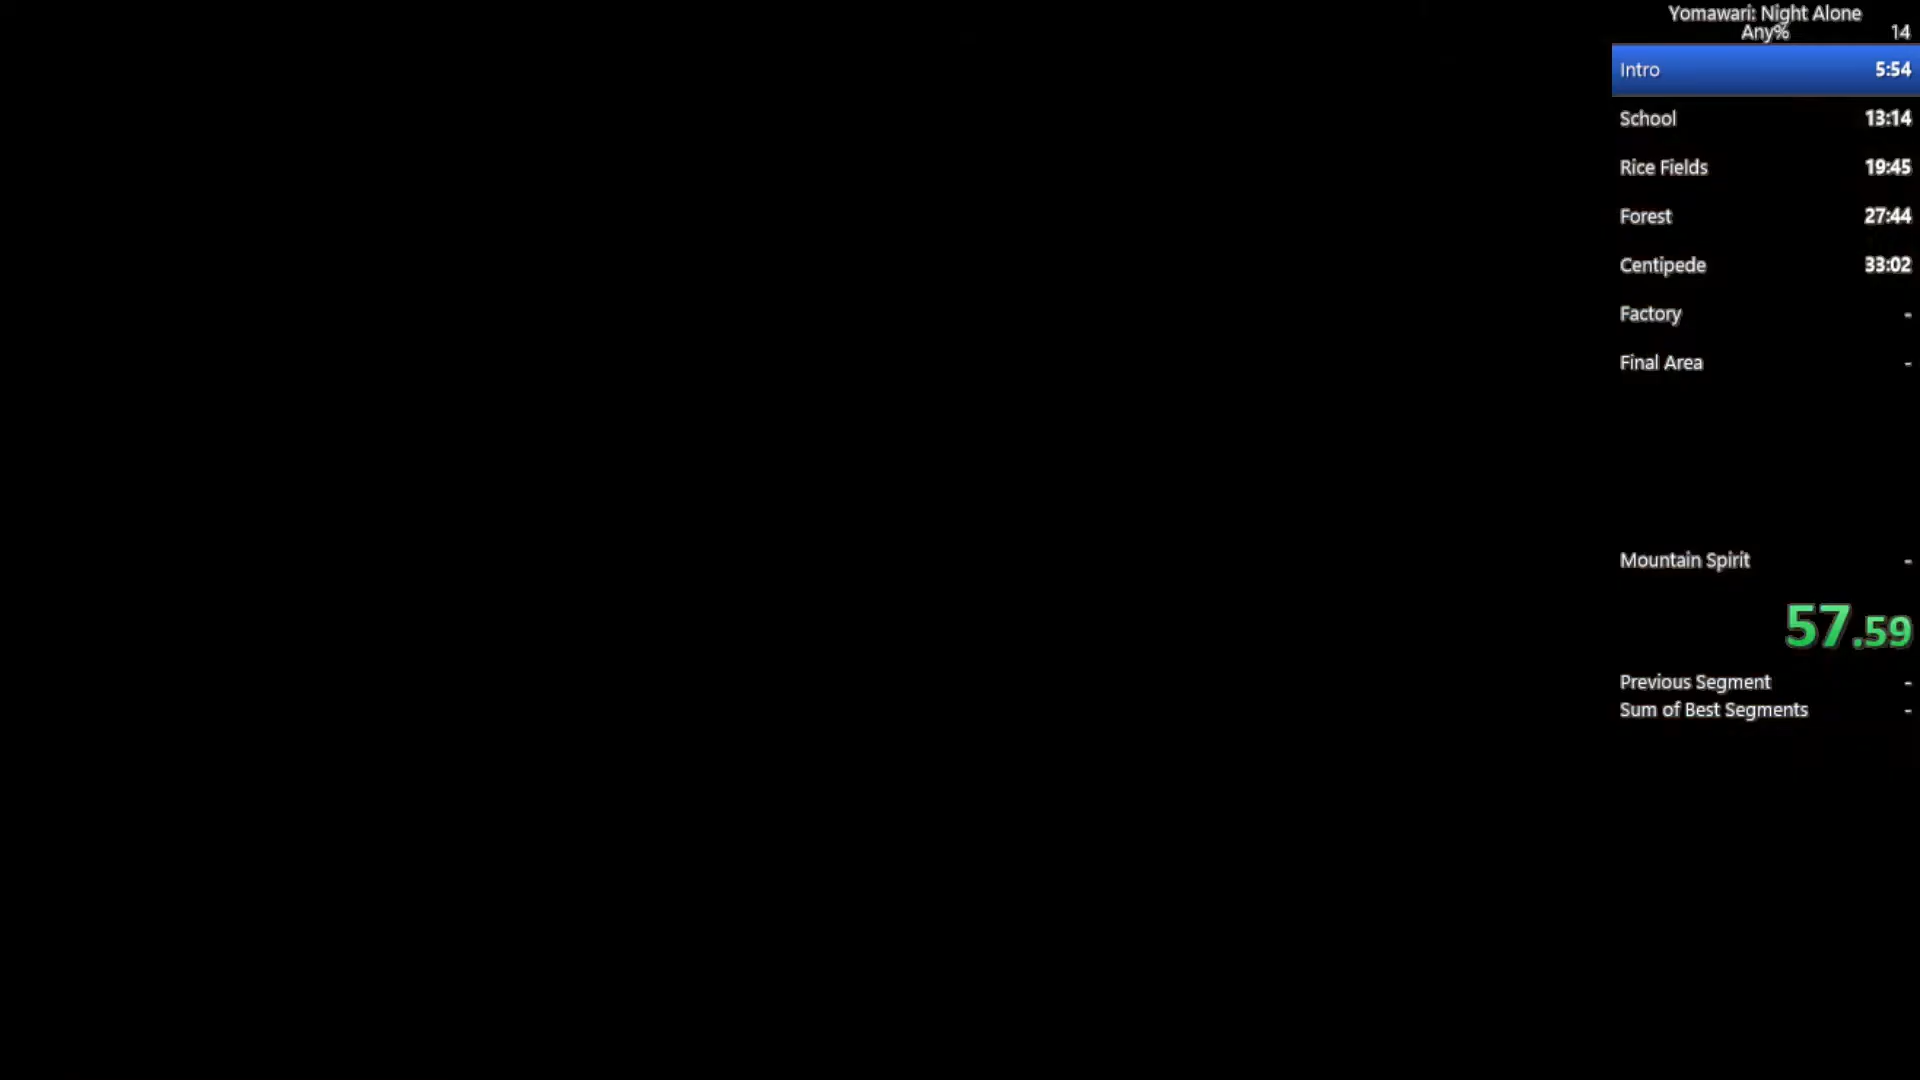 Yomawari: Night Alone
Any% 14
Intro 5:54
School 13:14
Rice Fields 19:45
Forest 27:44
Centipede 33:02
Factory -
Final Area -
Mountain Spirit -
57.59
Previous Segment -
Sum of Best Segments -